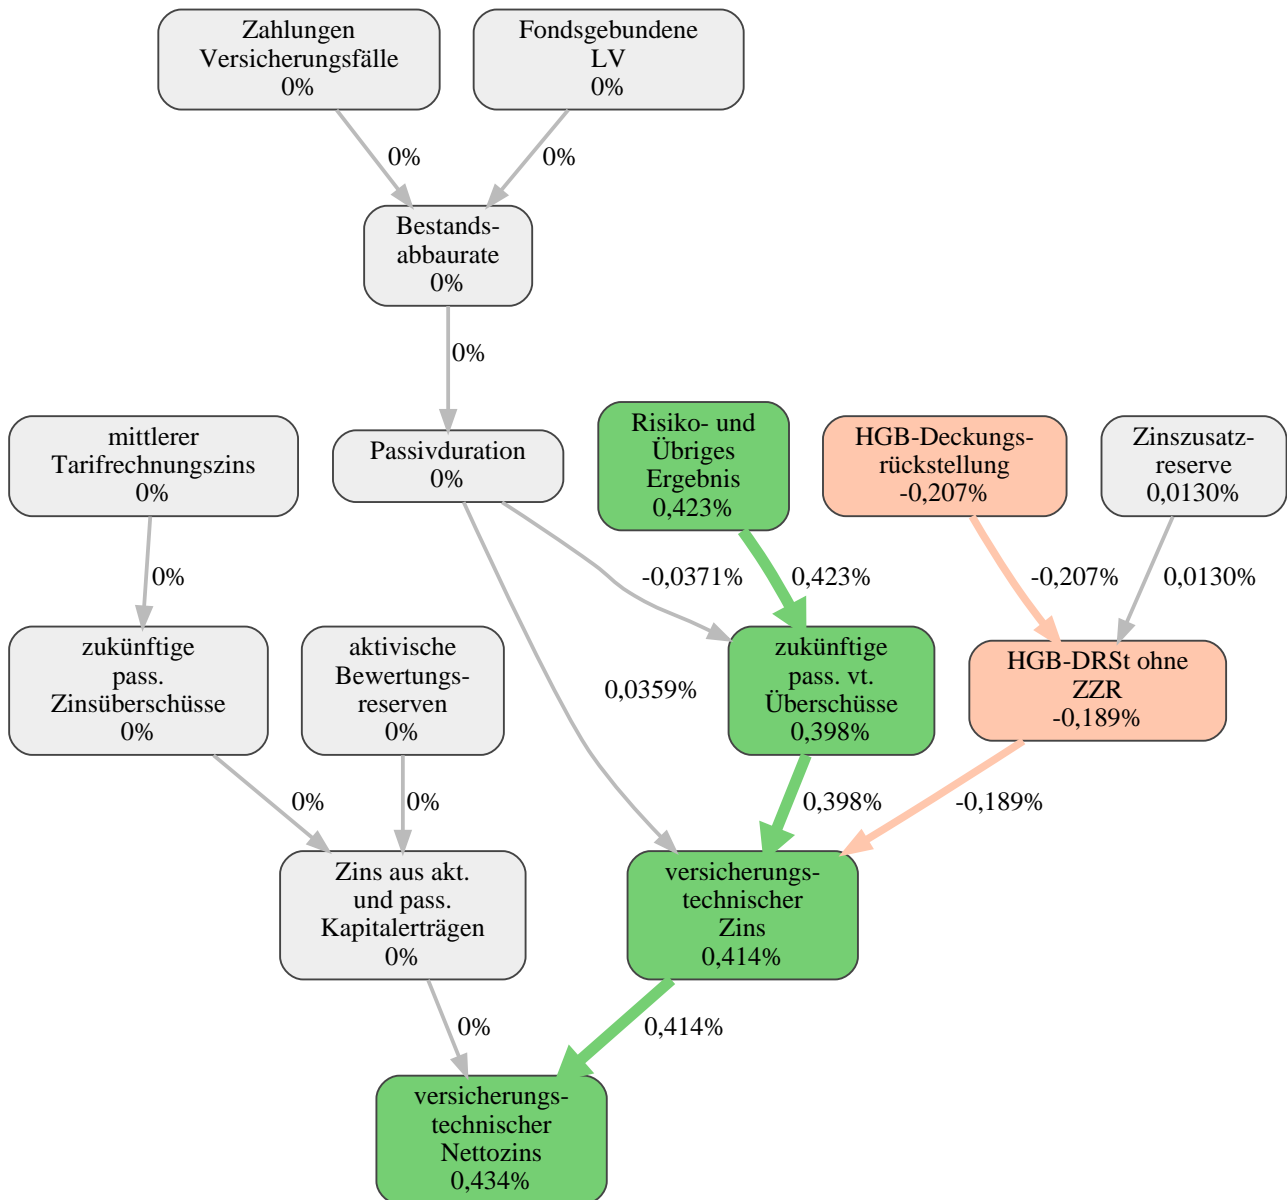 Zahlungen
Versicherungsfälle
0%
Fondsgebundene
LV
0%
0%
0%
Bestands-
abbaurate
0%
0%
mittlerer
Tarifrechnungszins
0%
Passivduration
0%
Risiko- und
Übriges
Ergebnis
0,423%
HGB-Deckungs-
rückstellung
-0,207%
Zinszusatz-
reserve
0,0130%
0%
-0,0371%
0,423%
-0,207%
0,0130%
zukünftige
pass.
Zinsüberschüsse
0%
aktivische
Bewertungs-
reserven
0%
0,0359%
zukünftige
pass. vt.
Überschüsse
0,398%
HGB-DRSt ohne
ZZR
-0,189%
0%
0%
0,398%
-0,189%
Zins aus akt.
und pass.
Kapitalerträgen
0%
versicherungs-
technischer
Zins
0,414%
0%
0,414%
versicherungs-
technischer
Nettozins
0,434%